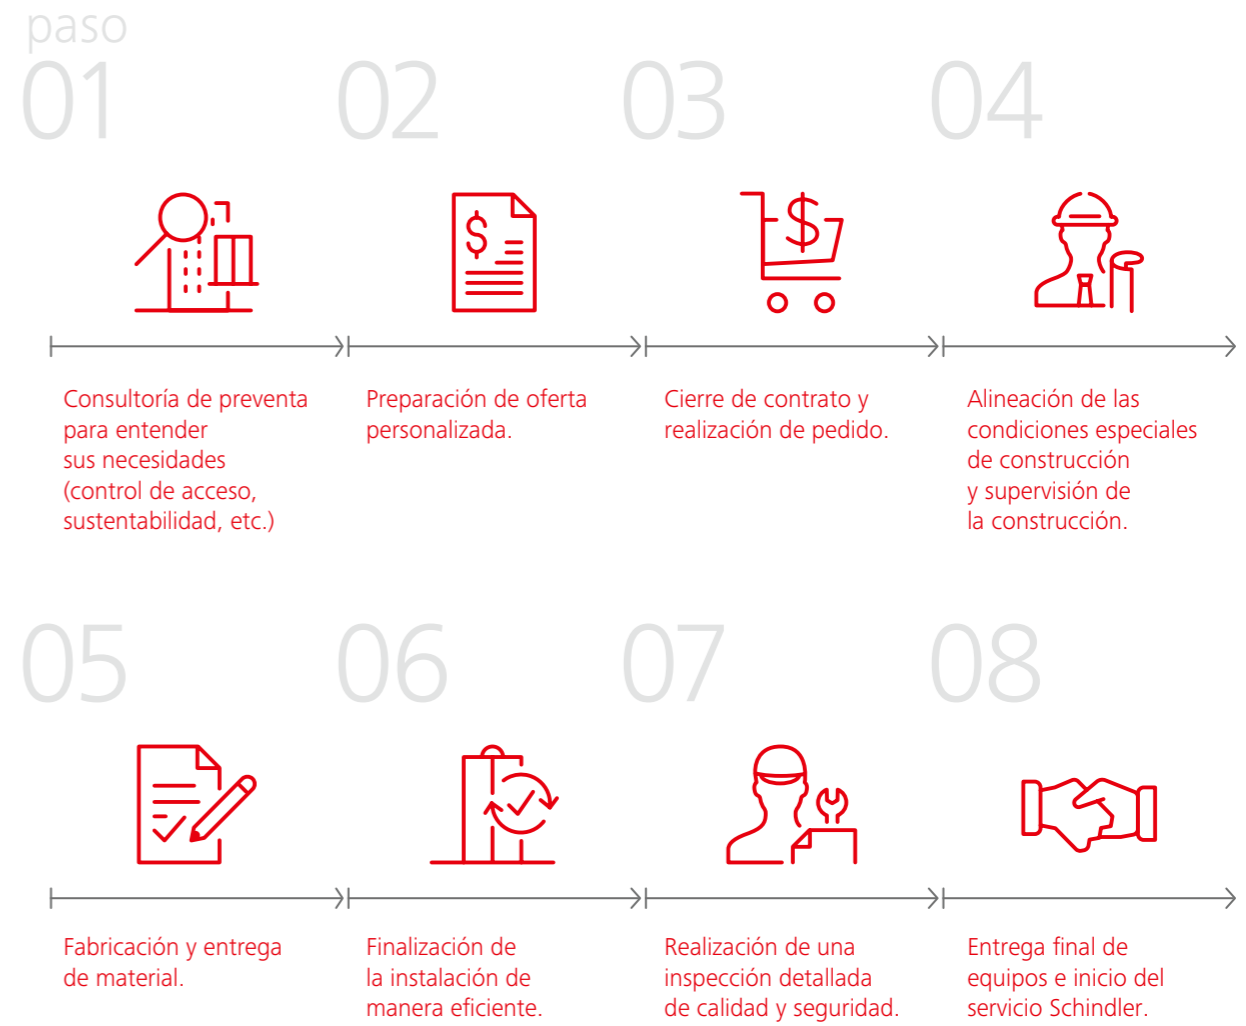 paso
01
02
03
04
$
$
Consultoría de preventa
para entender
sus necesidades
(control de acceso,
sustentabilidad, etc.)
Preparación de oferta
personalizada.
Cierre de contrato y
realización de pedido.
Alineación de las
condiciones especiales
de construcción
y supervisión de
la construcción.
05
06
07
08
Fabricación y entrega
de material.
Finalización de
la instalación de
manera eficiente.
Realización de una
inspección detallada
de calidad y seguridad.
Entrega final de
equipos e inicio del
servicio Schindler.